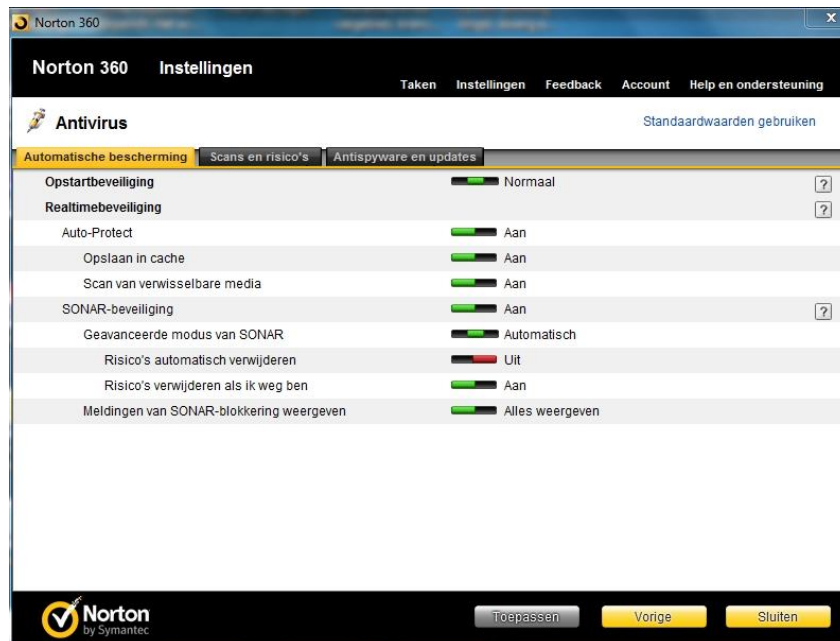 Norton 360
Norton 360 Instellingen
Taken Instellingen Feedback Account Help en ondersteuning
Antivirus Standaardwaarden gebruiken
Automatische bescherming Scans en risico's Antispyware en updates
Opstartbeveiliging Normaal ?
Realtimebeveiliging ?
Auto-Protect Aan
Opslaan in cache Aan
Scan van verwisselbare media Aan
SONAR-beveiliging Aan ?
Geavanceerde modus van SONAR Automatisch
Risico's automatisch verwijderen Uit
Risico's verwijderen als ik weg ben Aan
Meldingen van SONAR-blokkering weergeven Alles weergeven
Norton
by Symantec
Toepassen Vorige Sluiten